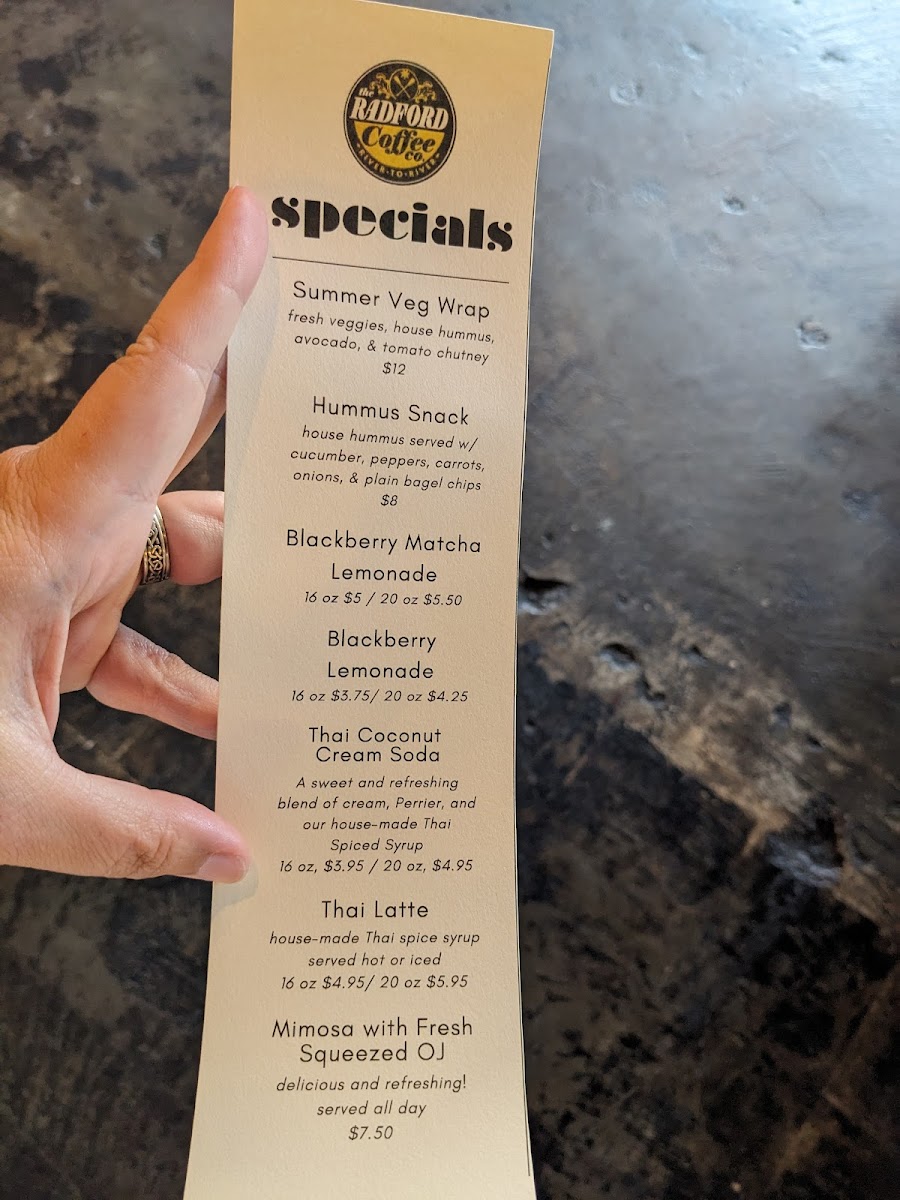 the
RADFORD
Coffee
co.
RIVER-TO-RIVER
specials
Summer Veg Wrap
fresh veggies, house hummus,
avocado, & tomato chutney
$12
Hummus Snack
house hummus served w/
cucumber, peppers, carrots,
onions, & plain bagel chips
$8
Blackberry Matcha
Lemonade
16 oz $5 / 20 oz $5.50
Blackberry
Lemonade
16 oz $3.75/ 20 oz $4.25
Thai Coconut
Cream Soda
A sweet and refreshing
blend of cream, Perrier, and
our house-made Thai
Spiced Syrup
16 oz, $3.95 / 20 oz, $4.95
Thai Latte
house-made Thai spice syrup
served hot or iced
16 oz $4.95/ 20 oz $5.95
Mimosa with Fresh
Squeezed OJ
delicious and refreshing!
served all day
$7.50